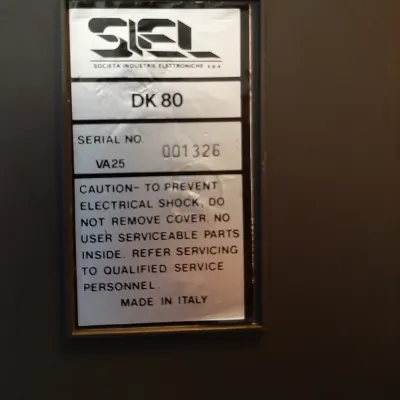 SIEL
SOCIETA INDUSTRIE ELETTRONICHE s.p.a.
DK 80
SERIAL NO.
001326
VA25
CAUTION- TO PREVENT
ELECTRICAL SHOCK, DO
NOT REMOVE COVER. NO
USER SERVICEABLE PARTS
INSIDE. REFER SERVICING
TO QUALIFIED SERVICE
PERSONNEL.
MADE IN ITALY